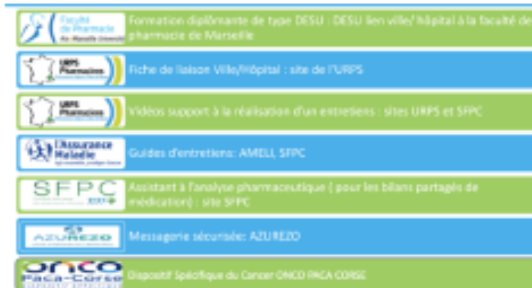 Faculté
de Pharmacie
Aix-Marseille Université
Formation diplômante de type DESU : DESU lien ville/ hôpital à la faculté de
pharmacie de Marseille
URPS
Pharmaciens
Fiche de liaison Ville/Hôpital : site de l'URPS
URPS
Pharmaciens
Vidéos support à la réalisation d'un entretiens : sites URPS et SFPC
l'Assurance
Maladie
Guides d'entretiens: AMELI, SFPC
SFPC
Assistant à l'analyse pharmaceutique ( pour les bilans partagés de
médication) : site SFPC
AZUREZO
Messagerie sécurisée: AZUREZO
onco
Paca-Corse
Dispositif Spécifique du Cancer ONCO PACA CORSE